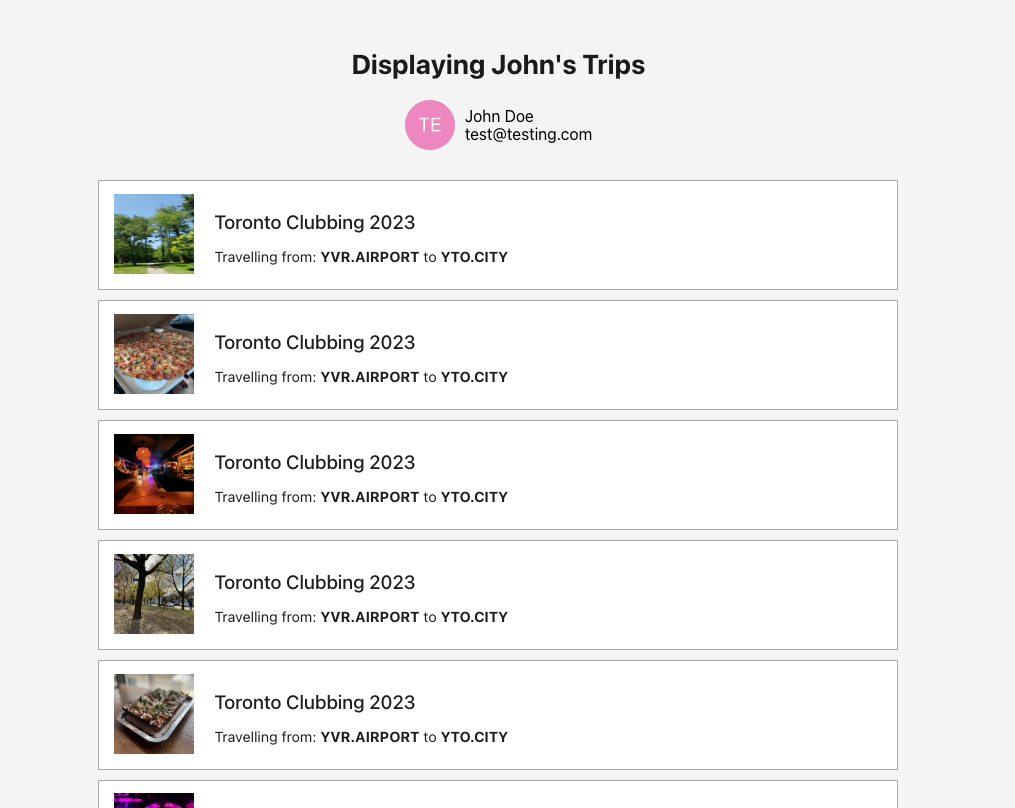 Displaying John's Trips
TE
John Doe
test@testing.com
Toronto Clubbing 2023
Travelling from: YVR.AIRPORT to YTO.CITY
Toronto Clubbing 2023
Travelling from: YVR.AIRPORT to YTO.CITY
Toronto Clubbing 2023
Travelling from: YVR.AIRPORT to YTO.CITY
Toronto Clubbing 2023
Travelling from: YVR.AIRPORT to YTO.CITY
Toronto Clubbing 2023
Travelling from: YVR.AIRPORT to YTO.CITY